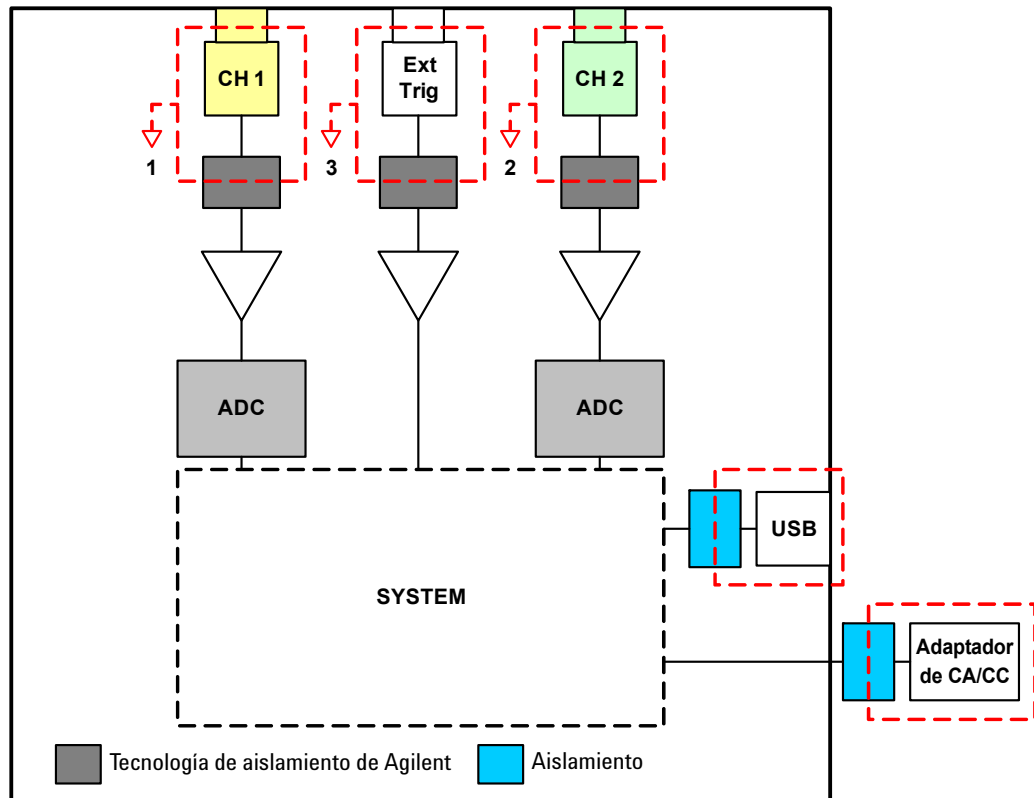 CH 1
Ext
Trig
CH 2
1
3
2
ADC
ADC
USB
SYSTEM
Adaptador
de CA/CC
Tecnología de aislamiento de Agilent
Aislamiento